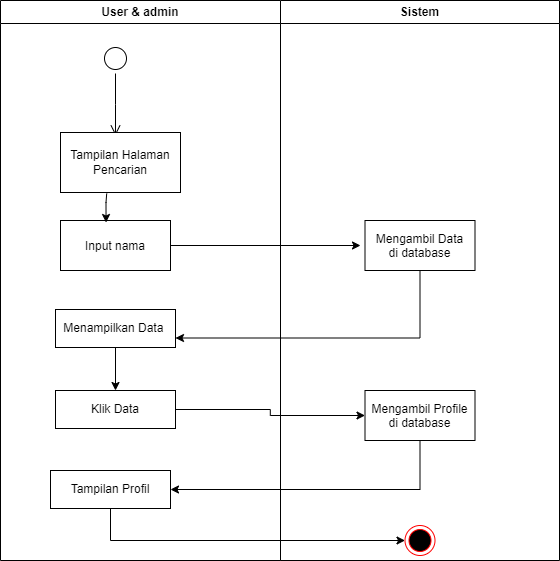 User & admin
Sistem
Tampilan Halaman
Pencarian
Input nama
Mengambil Data
di database
Menampilkan Data
Klik Data
Mengambil Profile
di database
Tampilan Profil